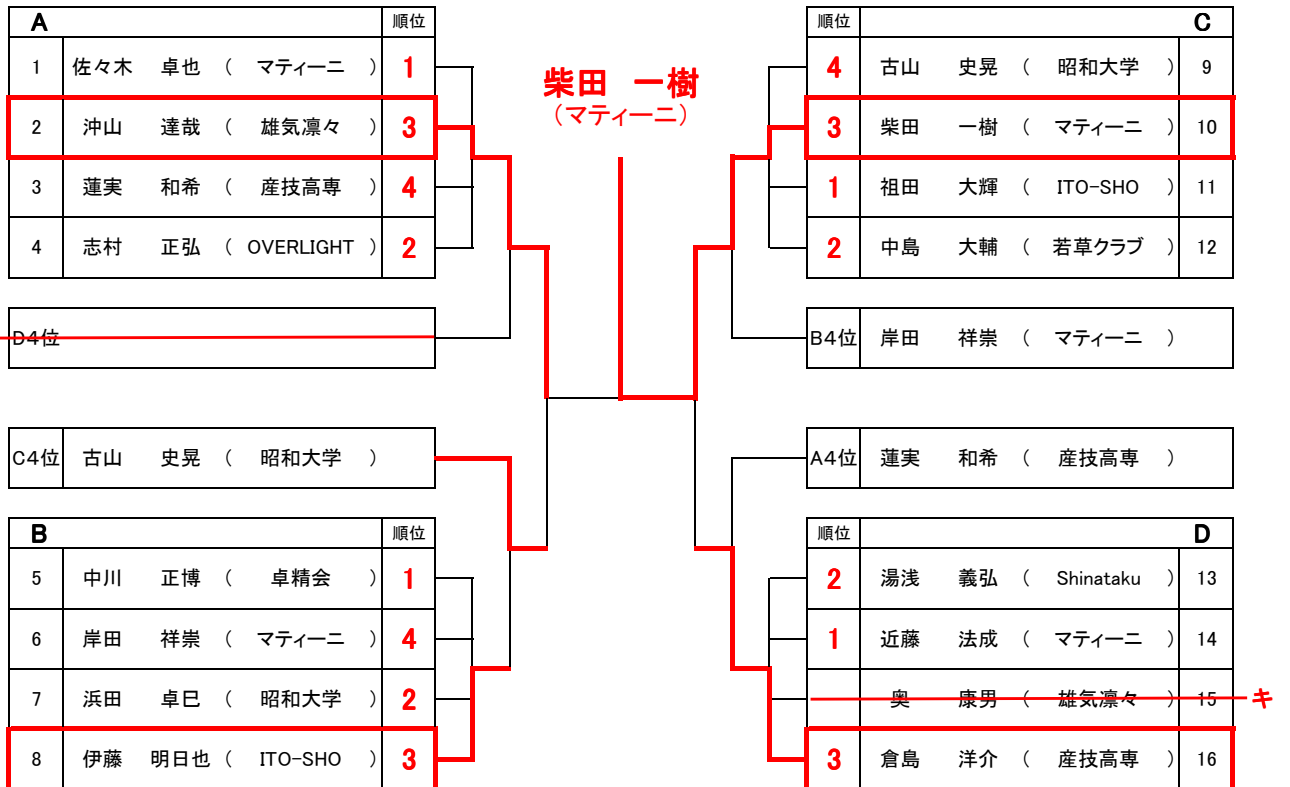 A 順位
1 佐々木 卓也 ( マティーニ ) 1
2 沖山 達哉 ( 雄気凛々 ) 3
3 蓮実 和希 ( 産技高専 ) 4
4 志村 正弘 ( OVERLIGHT ) 2
D4位
C4位 古山 史晃 ( 昭和大学 )
B 順位
5 中川 正博 ( 卓精会 ) 1
6 岸田 祥崇 ( マティーニ ) 4
7 浜田 卓巳 ( 昭和大学 ) 2
8 伊藤 明日也 ( ITO-SHO ) 3
柴田 一樹
(マティーニ)
順位 C
4 古山 史晃 ( 昭和大学 ) 9
3 柴田 一樹 ( マティーニ ) 10
1 祖田 大輝 ( ITO-SHO ) 11
2 中島 大輔 ( 若草クラブ ) 12
B4位 岸田 祥崇 ( マティーニ )
A4位 蓮実 和希 ( 産技高専 )
順位 D
2 湯浅 義弘 ( Shinataku ) 13
1 近藤 法成 ( マティーニ ) 14
奥 康男 ( 雄気凛々 ) 15 キ
3 倉島 洋介 ( 産技高専 ) 16